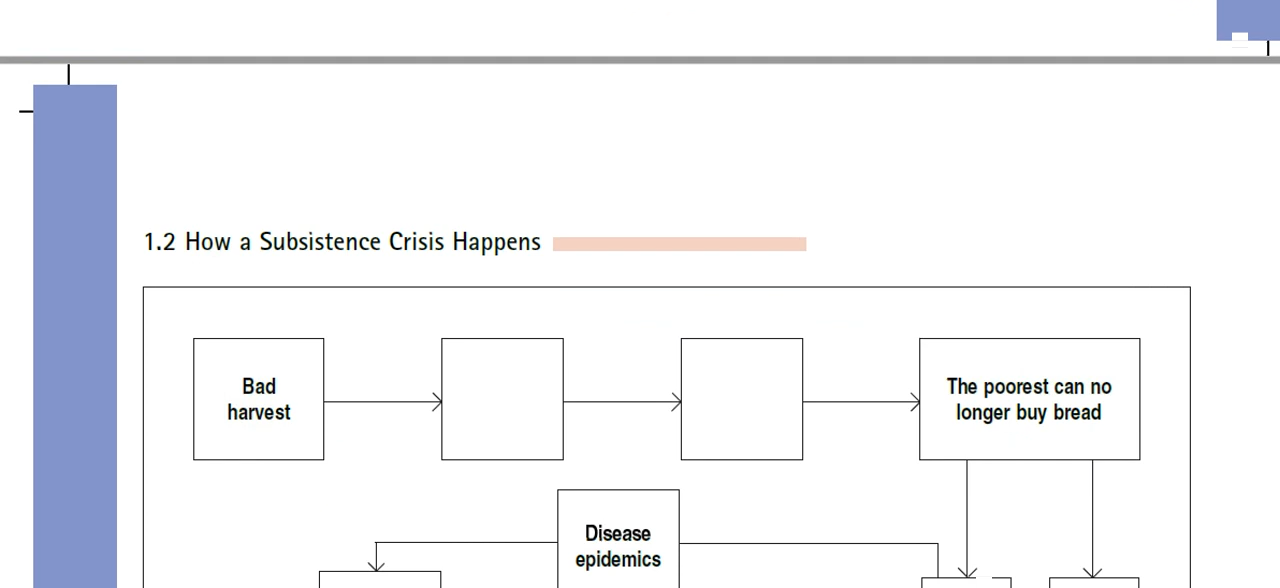 1.2 How a Subsistence Crisis Happens
Bad
harvest
The poorest can no
longer buy bread
Disease
epidemics